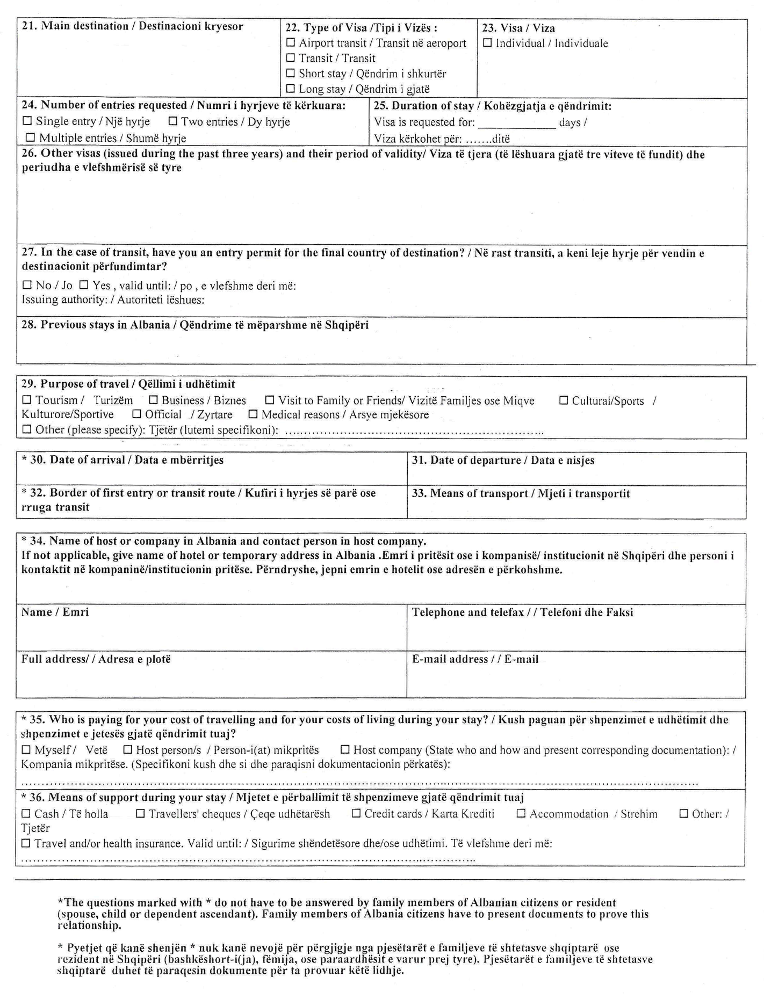 21. Main destination / Destinacioni kryesor
22. Type of Visa /Tipi i Vizës :
☐ Airport transit / Transit në aeroport
☐ Transit / Transit
☐ Short stay / Qëndrim i shkurtër
☐ Long stay / Qëndrim i gjatë
23. Visa / Viza
☐ Individual / Individuale
24. Number of entries requested / Numri i hyrjeve të kërkuara:
☐ Single entry / Një hyrje ☐ Two entries / Dy hyrje
☐ Multiple entries / Shumë hyrje
25. Duration of stay / Kohëzgjatja e qëndrimit:
Visa is requested for: _____________ days /
Viza kërkohet për: …….ditë
26. Other visas (issued during the past three years) and their period of validity/ Viza të tjera (të lëshuara gjatë tre viteve të fundit) dhe
periudha e vlefshmërisë së tyre
27. In the case of transit, have you an entry permit for the final country of destination? / Në rast transiti, a keni leje hyrje për vendin e
destinacionit përfundimtar?
☐ No / Jo ☐ Yes , valid until: / po , e vlefshme deri më:
Issuing authority: / Autoriteti lëshues:
28. Previous stays in Albania / Qëndrime të mëparshme në Shqipëri
29. Purpose of travel / Qëllimi i udhëtimit
☐ Tourism / Turizëm ☐ Business / Biznes ☐ Visit to Family or Friends/ Vizitë Familjes ose Miqve ☐ Cultural/Sports /
Kulturore/Sportive ☐ Official / Zyrtare ☐ Medical reasons / Arsye mjekësore
☐ Other (please specify): Tjëtër (lutemi specifikoni): ……………………………………………………
* 30. Date of arrival / Data e mbërritjes
31. Date of departure / Data e nisjes
* 32. Border of first entry or transit route / Kufiri i hyrjes së parë ose
rruga transit
33. Means of transport / Mjeti i transportit
* 34. Name of host or company in Albania and contact person in host company.
If not applicable, give name of hotel or temporary address in Albania .Emri i pritësit ose i kompanisë/ institucionit në Shqipëri dhe personi i
kontaktit në kompaninë/institucionin pritëse. Përndryshe, jepni emrin e hotelit ose adresën e përkohshme.
Name / Emri
Telephone and telefax / / Telefoni dhe Faksi
Full address/ / Adresa e plotë
E-mail address / / E-mail
* 35. Who is paying for your cost of travelling and for your costs of living during your stay? / Kush paguan për shpenzimet e udhëtimit dhe
shpenzimet e jetesës gjatë qëndrimit tuaj?
☐ Myself / Vetë ☐ Host person/s / Person-i(at) mikpritës ☐ Host company (State who and how and present corresponding documentation): /
Kompania mikpritëse. (Specifikoni kush dhe si dhe paraqisni dokumentacionin përkatës):
……………………………………………………………………………………………………………………
* 36. Means of support during your stay / Mjetet e përballimit të shpenzimeve gjatë qëndrimit tuaj
☐ Cash / Të holla ☐ Travellers' cheques / Çeqe udhëtarësh ☐ Credit cards / Karta Krediti ☐ Accommodation / Strehim ☐ Other: /
Tjetër
☐ Travel and/or health insurance. Valid until: / Sigurime shëndetësore dhe/ose udhëtimi. Të vlefshme deri më:
……………………………………………………………………………………
*The questions marked with * do not have to be answered by family members of Albanian citizens or resident
(spouse, child or dependent ascendant). Family members of Albania citizens have to present documents to prove this
relationship.
* Pyetjet që kanë shenjën * nuk kanë nevojë për përgjigje nga pjesëtarët e familjeve të shtetasve shqiptarë ose
rezident në Shqipëri (bashkëshort-i(ja), fëmija, ose paraardhësit e varur prej tyre). Pjesëtarët e familjeve të shtetasve
shqiptarë duhet të paraqesin dokumente për ta provuar këtë lidhje.